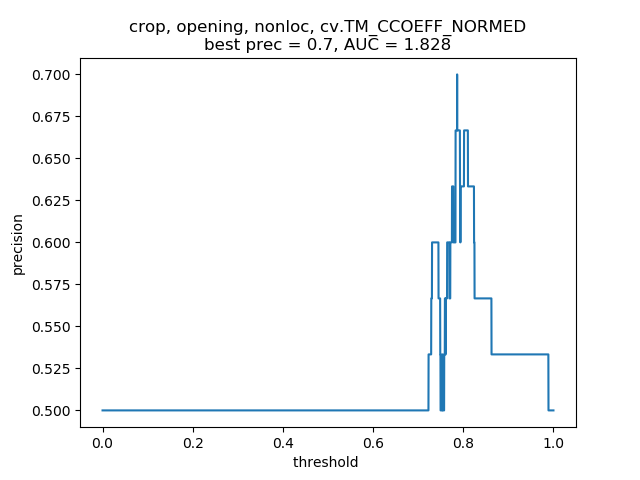 crop, opening, nonloc, cv.TM_CCOEFF_NORMED
best prec = 0.7, AUC = 1.828
0.700
0.675
0.650
0.625
0.600
0.575
0.550
0.525
0.500
precision
0.0 0.2 0.4 0.6 0.8 1.0
threshold